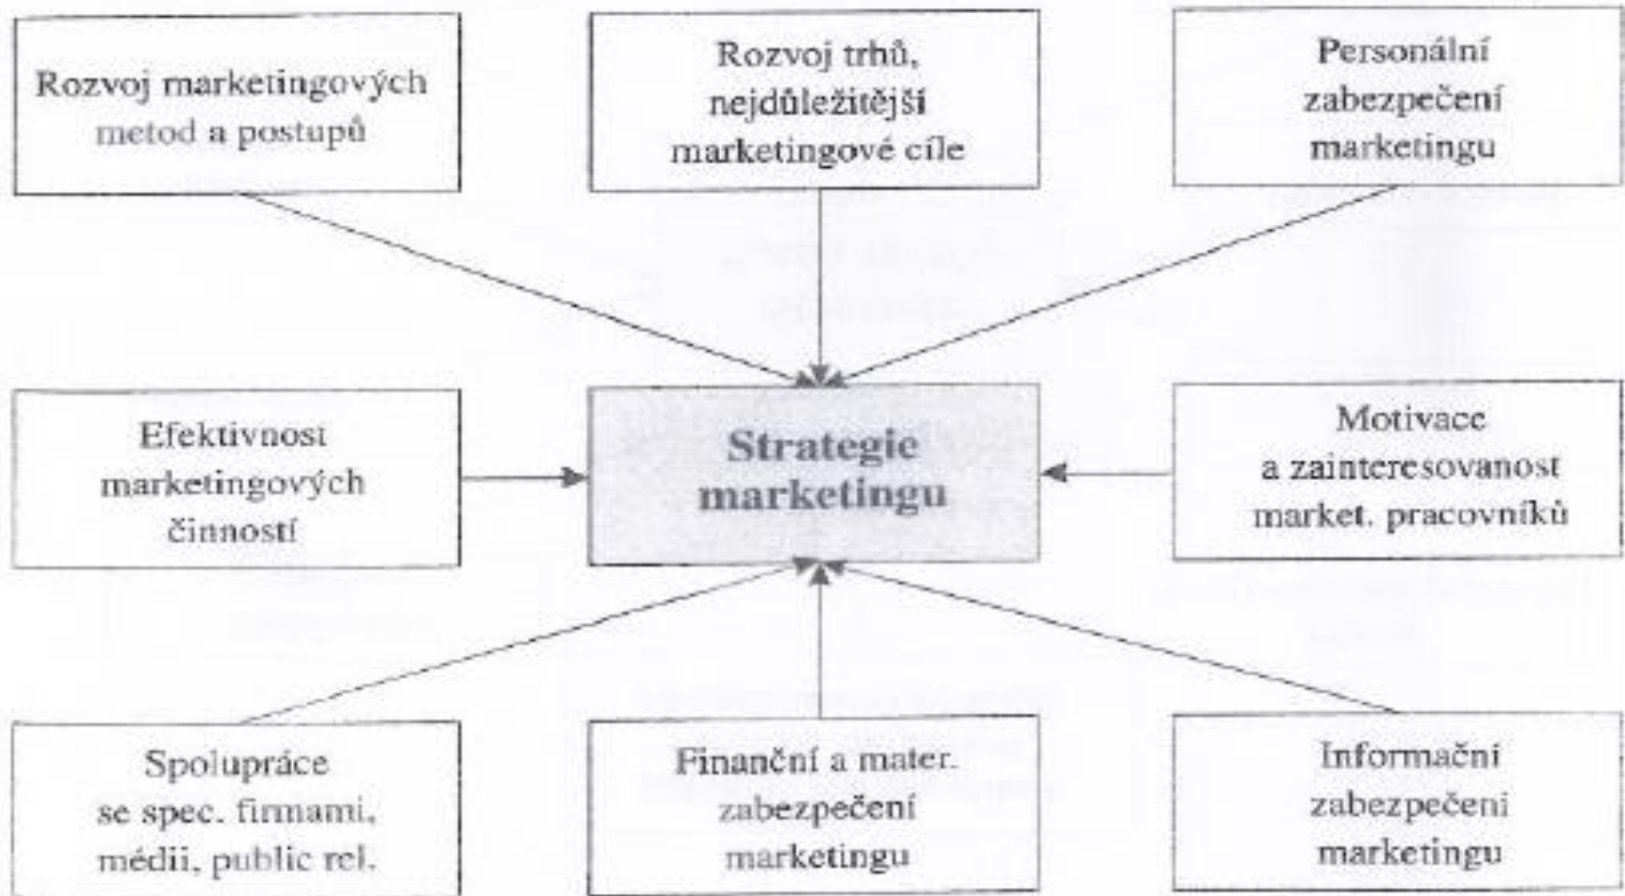 Rozvoj marketingových
metod a postupů
Rozvoj trhů,
nejdůležitější
marketingové cíle
Personální
zabezpečení
marketingu
Efektivnost
marketingových
činností
Strategie
marketingu
Motivace
a zainteresovanost
market. pracovníků
Spolupráce
se spec. firmami,
médii, public rel.
Finanční a mater.
zabezpečení
marketingu
Informační
zabezpečení
marketingu